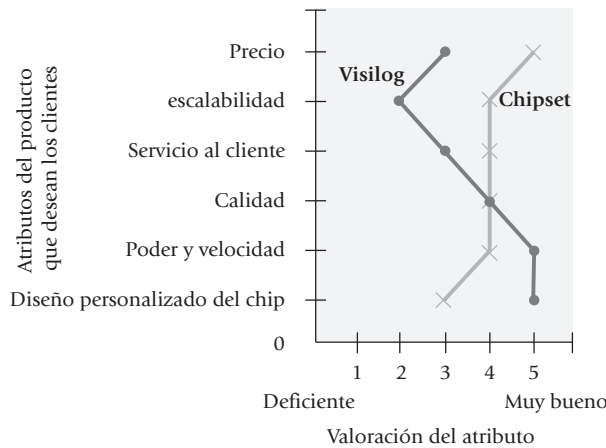 Atributos del producto
que desean los clientes
Precio
escalabilidad
Servicio al cliente
Calidad
Poder y velocidad
Diseño personalizado del chip
0
Visilog
Chipset
1 2 3 4 5
Deficiente Muy bueno
Valoración del atributo